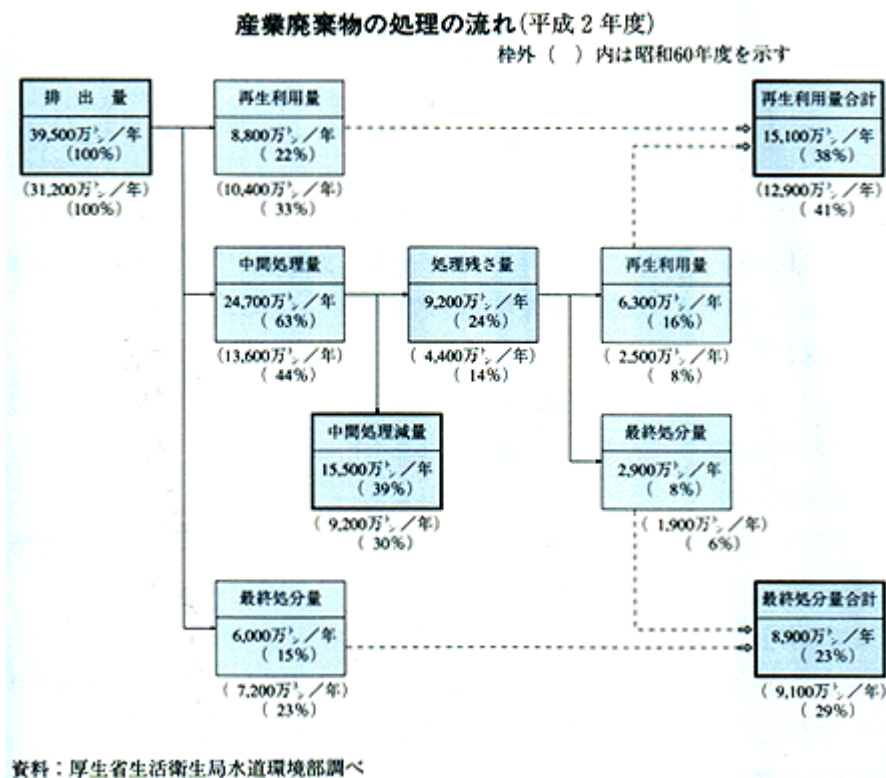 産業廃棄物の処理の流れ(平成2年度)
枠外( )内は昭和60年度を示す
排出量
39,500万㌧/年
(100%)
(31,200万㌧/年)
(100%)
再生利用量
8,800万㌧/年
( 22%)
(10,400万㌧/年)
( 33%)
再生利用量合計
15,100万㌧/年
( 38%)
(12,900万㌧/年)
( 41%)
中間処理量
24,700万㌧/年
( 63%)
(13,600万㌧/年)
( 44%)
処理残さ量
9,200万㌧/年
( 24%)
( 4,400万㌧/年)
( 14%)
再生利用量
6,300万㌧/年
( 16%)
( 2,500万㌧/年)
( 8%)
中間処理減量
15,500万㌧/年
( 39%)
( 9,200万㌧/年)
( 30%)
最終処分量
2,900万㌧/年
( 8%)
( 1,900万㌧/年)
( 6%)
最終処分量
6,000万㌧/年
( 15%)
( 7,200万㌧/年)
( 23%)
最終処分量合計
8,900万㌧/年
( 23%)
( 9,100万㌧/年)
( 29%)
資料:厚生省生活衛生局水道環境部調べ